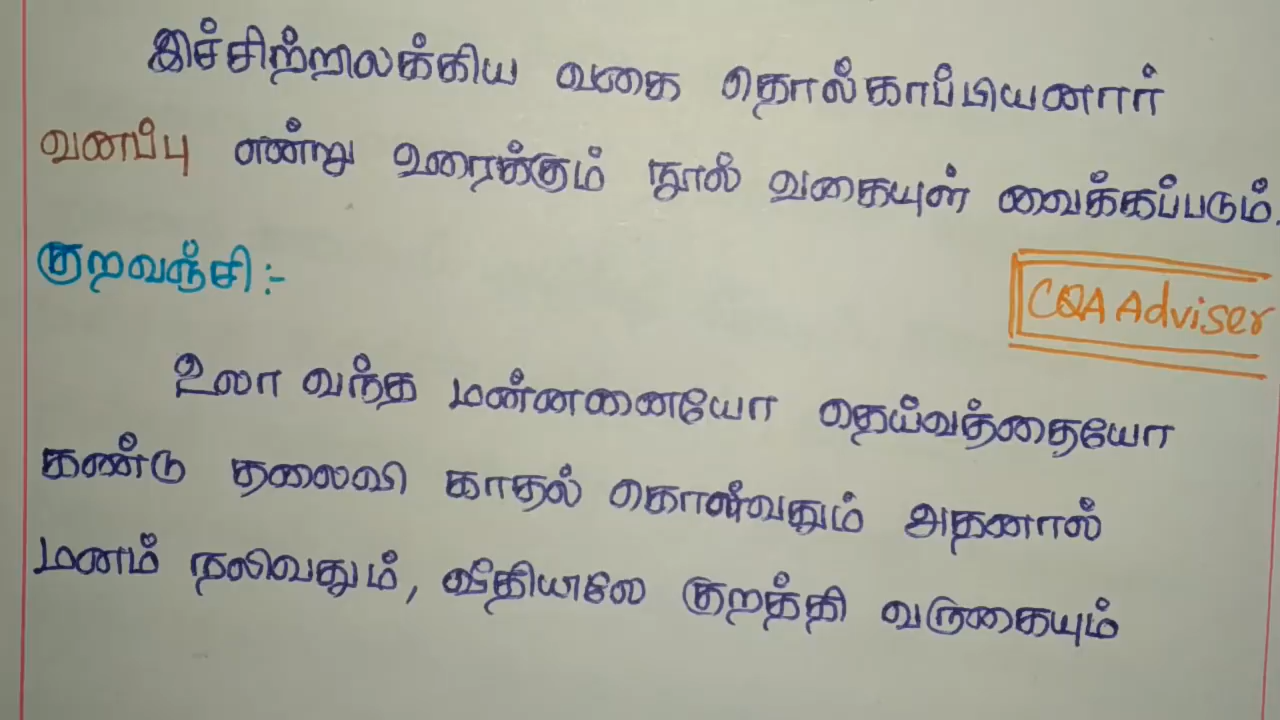 இச்சிற்றிலக்கிய வகை தொல்காப்பியனார்
வனப்பு என்று உரைக்கும் நூல் வகையுள் வைக்கப்படும்.
குறவஞ்சி:-
CQA Adviser
உலா வந்த மன்னனையோ தெய்வத்தையோ
கண்டு தலைவி காதல் கொள்வதும் அதனால்
மனம் நலிவதும், வீதியிலே குறத்தி வருகையும்